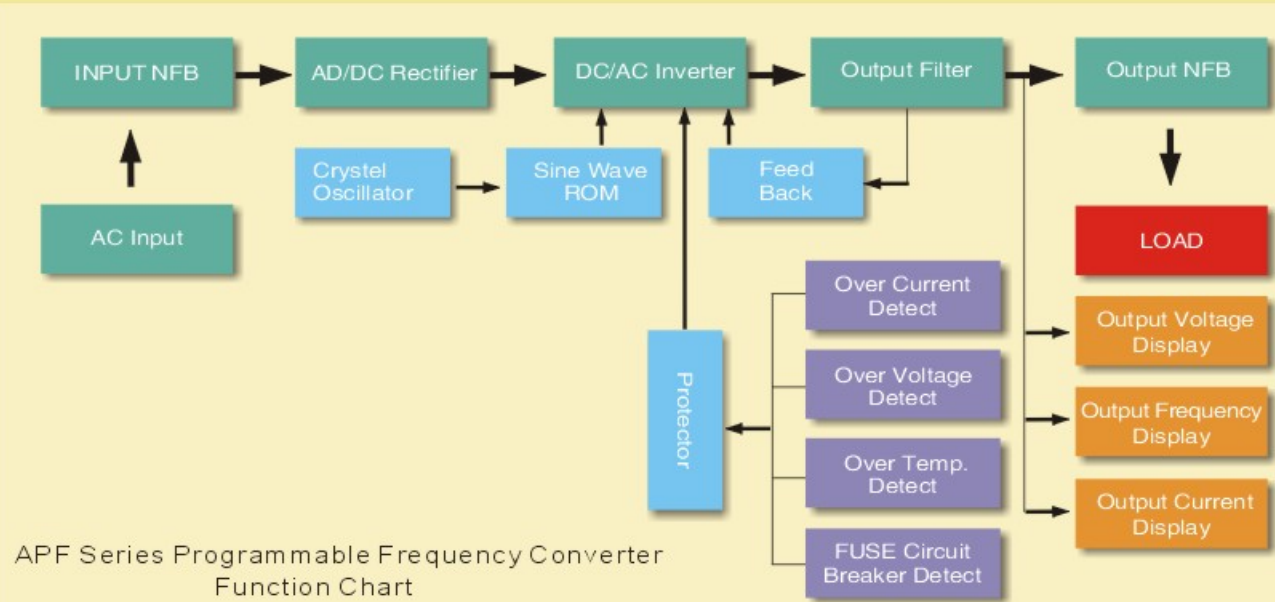 INPUT NFB
AD/DC Rectifier
DC/AC Inverter
Output Filter
Output NFB
Crystel
Oscillator
Sine Wave
ROM
Feed
Back
AC Input
LOAD
Over Current
Detect
Output Voltage
Display
Protector
Over Voltage
Detect
Output Frequency
Display
Over Temp.
Detect
Output Current
Display
FUSE Circuit
Breaker Detect
APF Series Programmable Frequency Converter
Function Chart